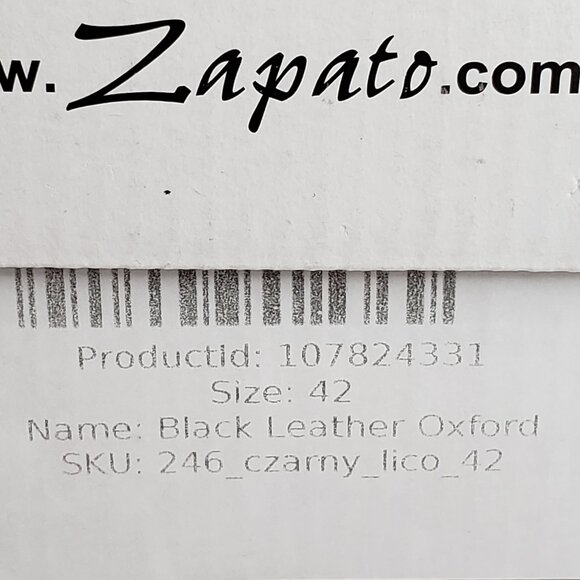 w.Zapato.com
ProductId: 107824331
Size: 42
Name: Black Leather Oxford
SKU: 246_czarny_lico_42